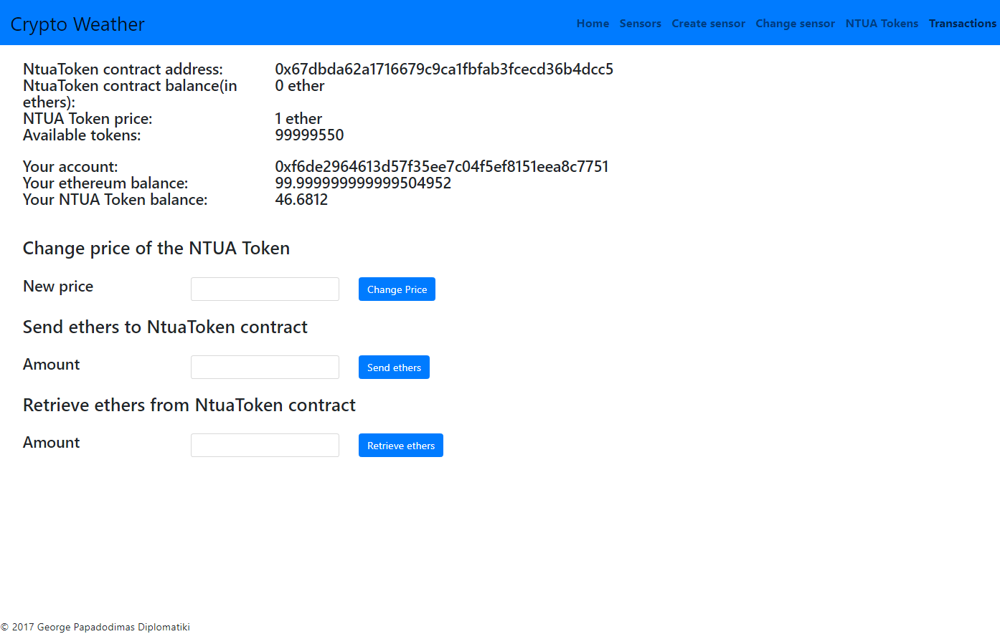 Crypto Weather
Home Sensors Create sensor Change sensor NTUA Tokens Transactions
NtuaToken contract address: 0x67dbda62a1716679c9ca1fbfab3fcecd36b4dcc5
NtuaToken contract balance(in 0 ether
ethers):
NTUA Token price: 1 ether
Available tokens: 99999550
Your account: 0xf6de2964613d57f35ee7c04f5ef8151eea8c7751
Your ethereum balance: 99.999999999999504952
Your NTUA Token balance: 46.6812
Change price of the NTUA Token
New price Change Price
Send ethers to NtuaToken contract
Amount Send ethers
Retrieve ethers from NtuaToken contract
Amount Retrieve ethers
© 2017 George Papadodimas Diplomatiki